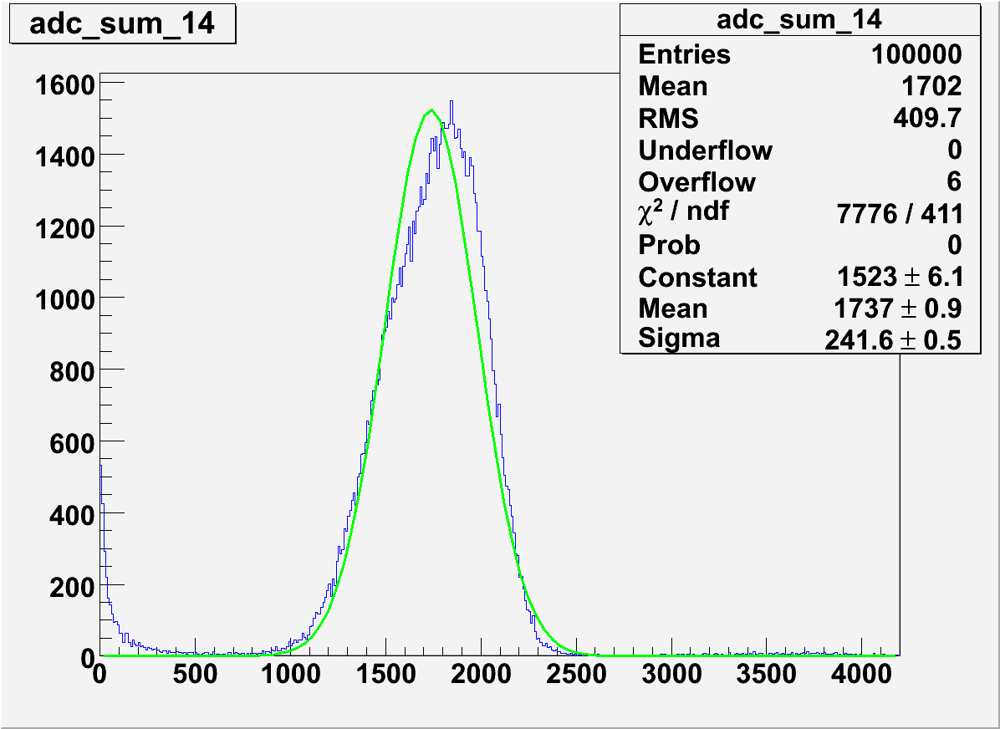 adc_sum_14
adc_sum_14
Entries 100000
Mean 1702
RMS 409.7
Underflow 0
Overflow 6
χ² / ndf 7776 / 411
Prob 0
Constant 1523 ± 6.1
Mean 1737 ± 0.9
Sigma 241.6 ± 0.5
1600
1400
1200
1000
800
600
400
200
0
0 500 1000 1500 2000 2500 3000 3500 4000